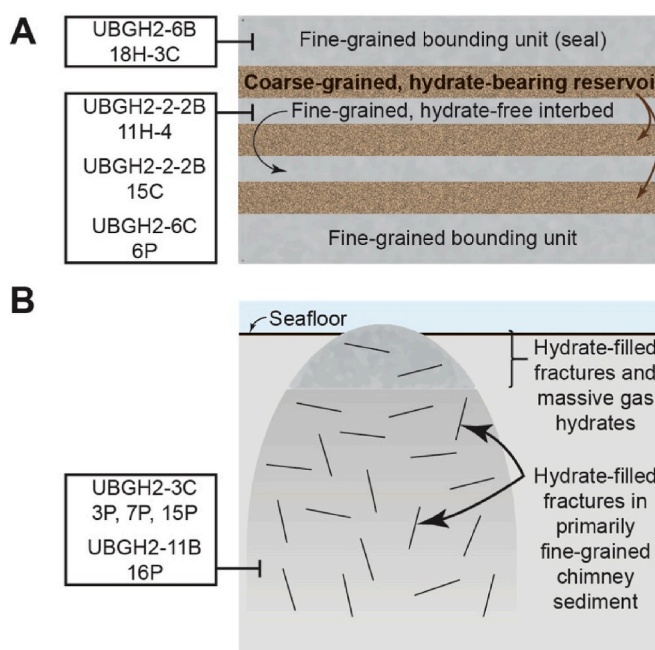 A
UBGH2-6B
18H-3C
Fine-grained bounding unit (seal)
Coarse-grained, hydrate-bearing reservoi
UBGH2-2-2B
11H-4
UBGH2-2-2B
15C
UBGH2-6C
6P
Fine-grained, hydrate-free interbed
Fine-grained bounding unit
B
Seafloor
Hydrate-filled
fractures and
massive gas
hydrates
UBGH2-3C
3P, 7P, 15P
UBGH2-11B
16P
Hydrate-filled
fractures in
primarily
fine-grained
chimney
sediment